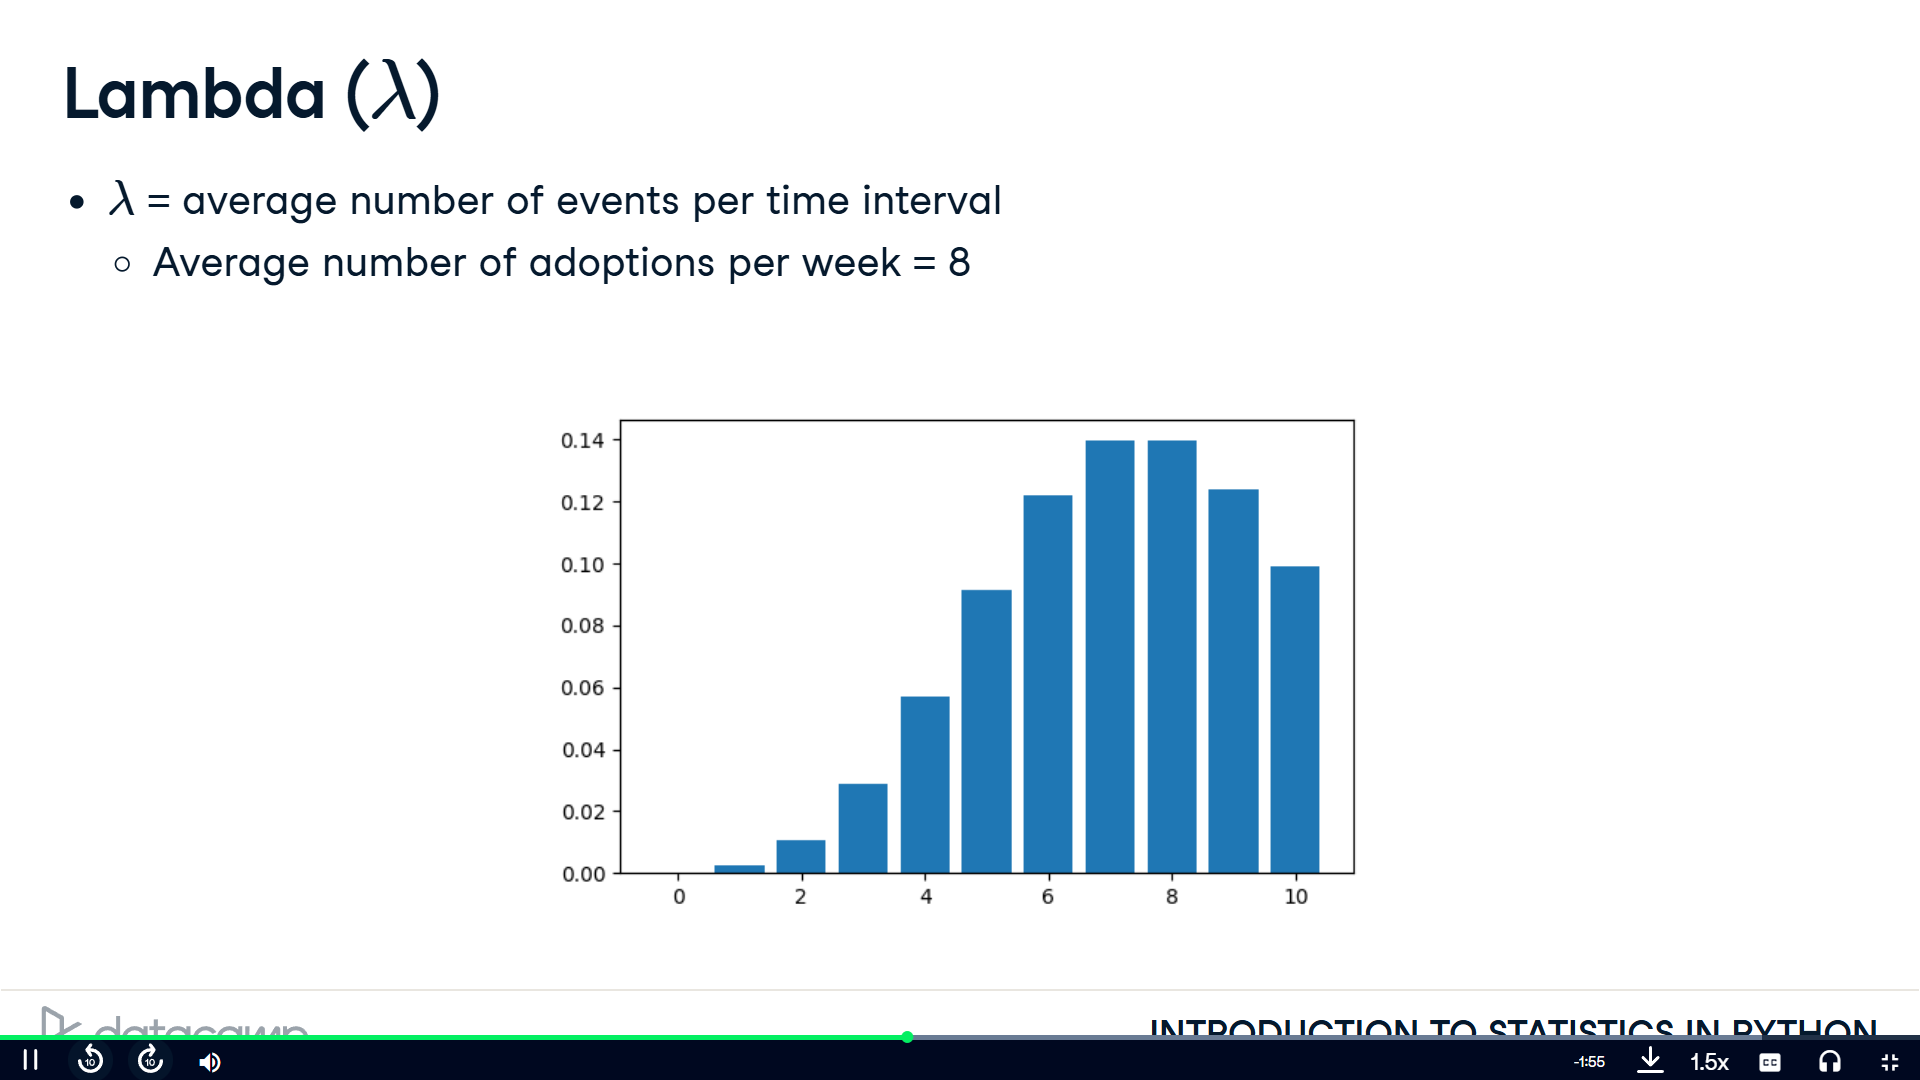 Lambda (λ)
• λ = average number of events per time interval
○ Average number of adoptions per week = 8
0.14
0.12
0.10
0.08
0.06
0.04
0.02
0.00
0 2 4 6 8 10
datacamp
INTRODUCTION TO STATISTICS IN PYTHON
10 10 -1:55 1.5x CC